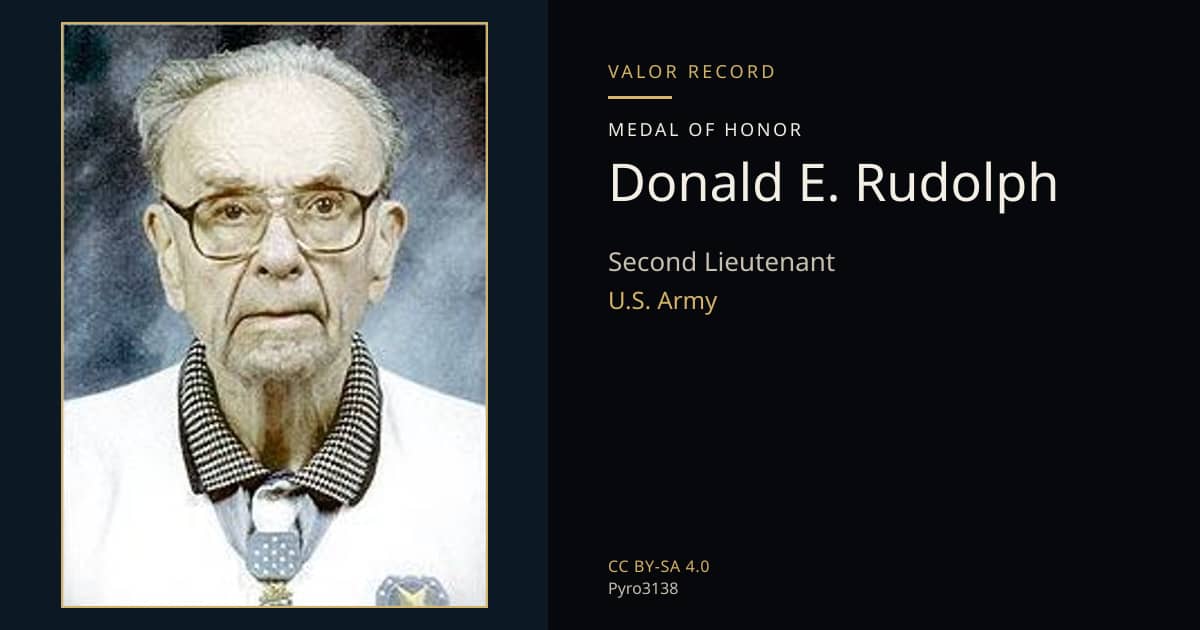 VALOR RECORD
MEDAL OF HONOR
Donald E. Rudolph
Second Lieutenant
U.S. Army
CC BY-SA 4.0
Pyro3138